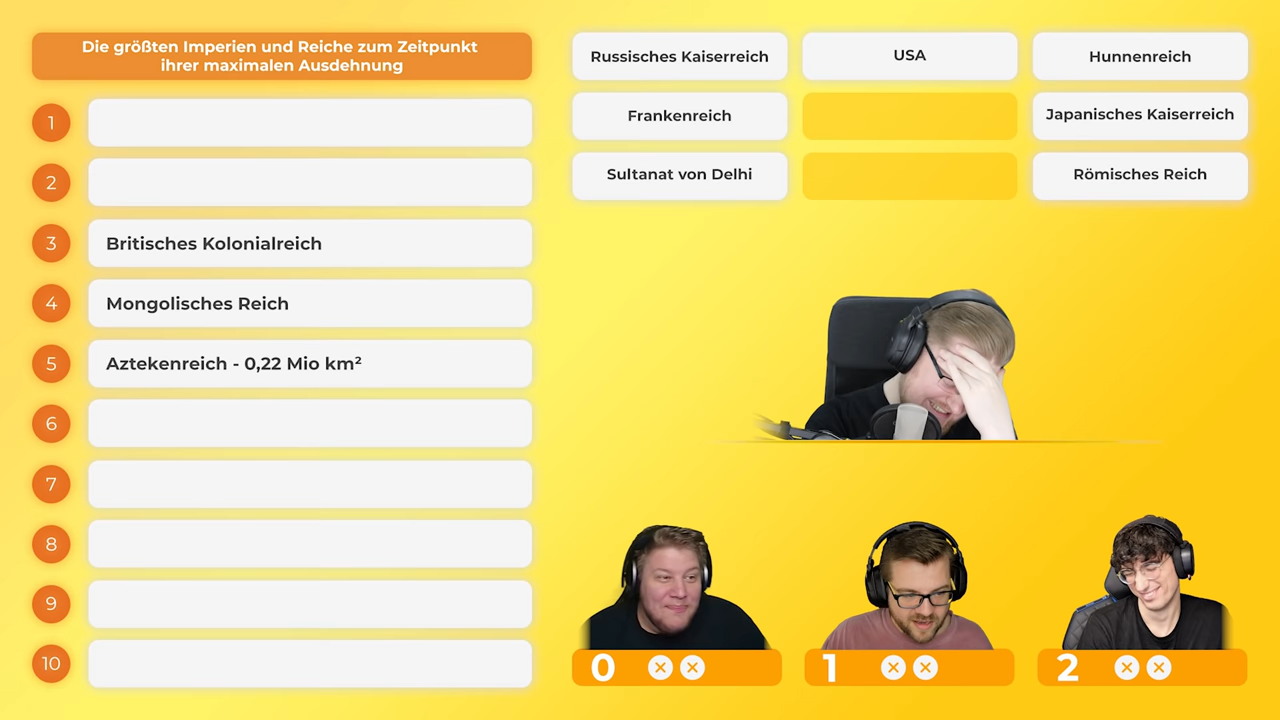 Die größten Imperien und Reiche zum Zeitpunkt
ihrer maximalen Ausdehnung
1
2
3 Britisches Kolonialreich
4 Mongolisches Reich
5 Aztekenreich - 0,22 Mio km²
6
7
8
9
10
Russisches Kaiserreich
USA
Hunnenreich
Frankenreich
Japanisches Kaiserreich
Sultanat von Delhi
Römisches Reich
0
1
2